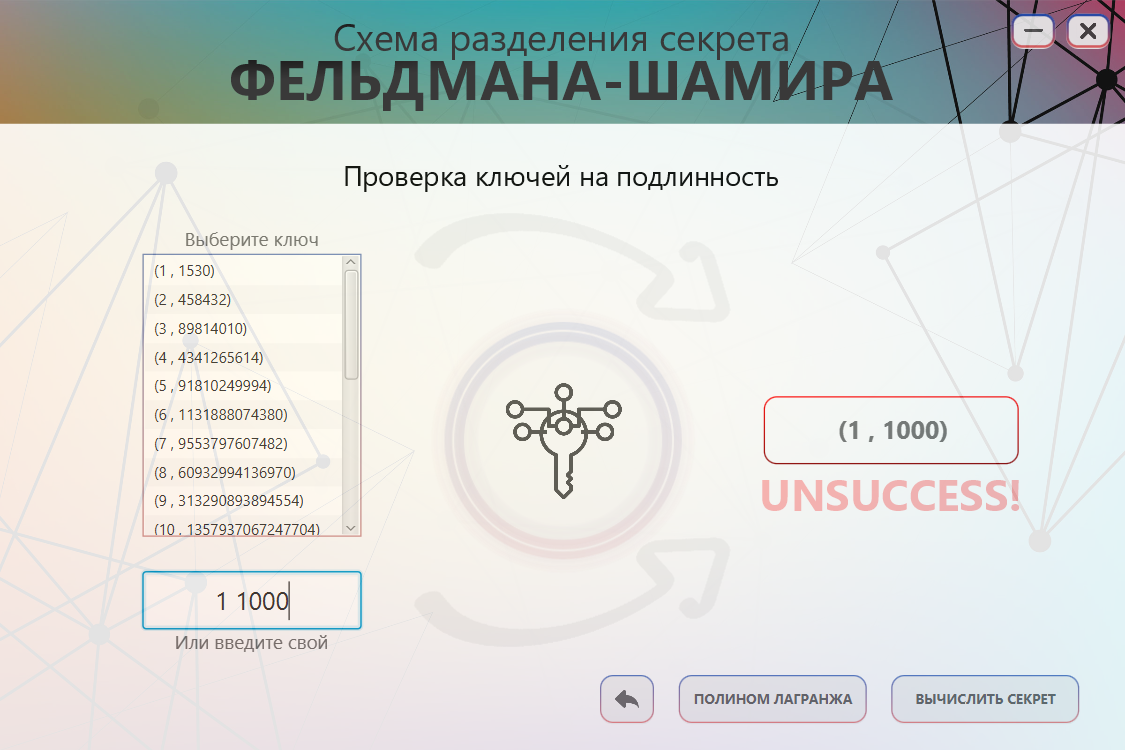 Схема разделения секрета
ФЕЛЬДМАНА-ШАМИРА
Проверка ключей на подлинность
Выберите ключ
(1 , 1530)
(2 , 458432)
(3 , 89814010)
(4 , 4341265614)
(5 , 91810249994)
(6 , 1131888074380)
(7 , 9553797607482)
(8 , 60932994136970)
(9 , 313290893894554)
(10 , 1357937067247704)
1 1000
Или введите свой
(1 , 1000)
UNSUCCESS!
ПОЛИНОМ ЛАГРАНЖА
ВЫЧИСЛИТЬ СЕКРЕТ